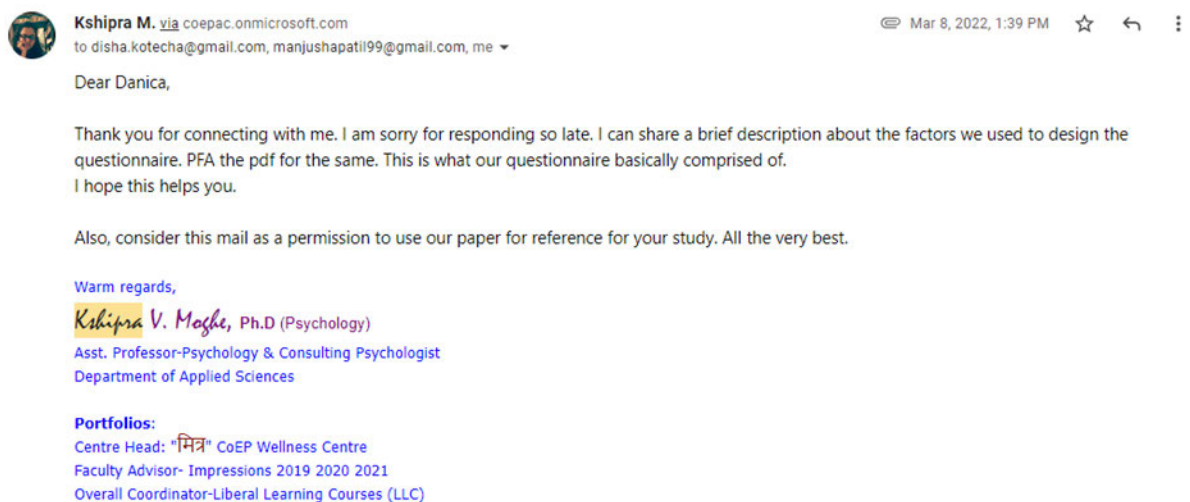 Kshipra M. via coepac.onmicrosoft.com
Mar 8, 2022, 1:39 PM
to disha.kotecha@gmail.com, manjushapatil99@gmail.com, me
Dear Danica,
Thank you for connecting with me. I am sorry for responding so late. I can share a brief description about the factors we used to design the
questionnaire. PFA the pdf for the same. This is what our questionnaire basically comprised of.
I hope this helps you.
Also, consider this mail as a permission to use our paper for reference for your study. All the very best.
Warm regards,
Kshipra V. Moghe, Ph.D (Psychology)
Asst. Professor-Psychology & Consulting Psychologist
Department of Applied Sciences
Portfolios:
Centre Head: "मित्र" CoEP Wellness Centre
Faculty Advisor- Impressions 2019 2020 2021
Overall Coordinator-Liberal Learning Courses (LLC)